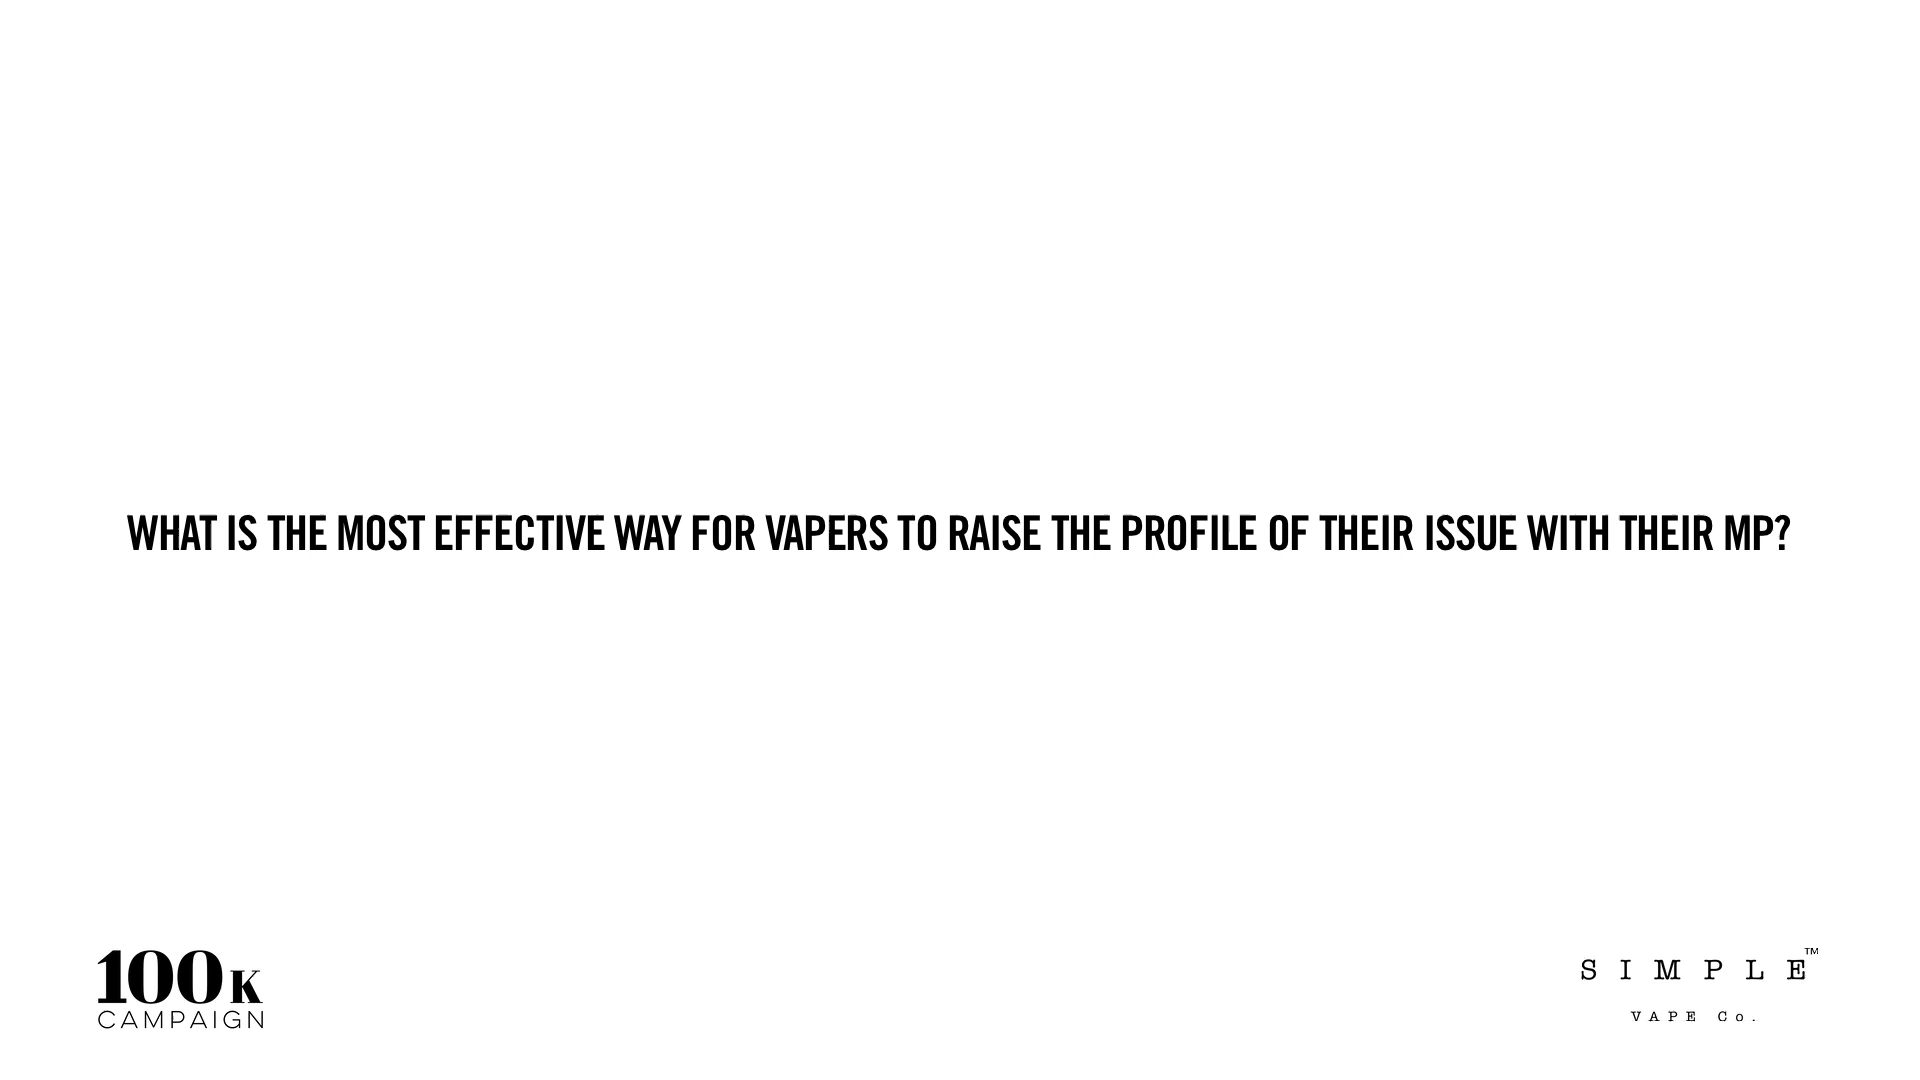 WHAT IS THE MOST EFFECTIVE WAY FOR VAPERS TO RAISE THE PROFILE OF THEIR ISSUE WITH THEIR MP?
100K
CAMPAIGN
SIMPLE™
VAPE Co.